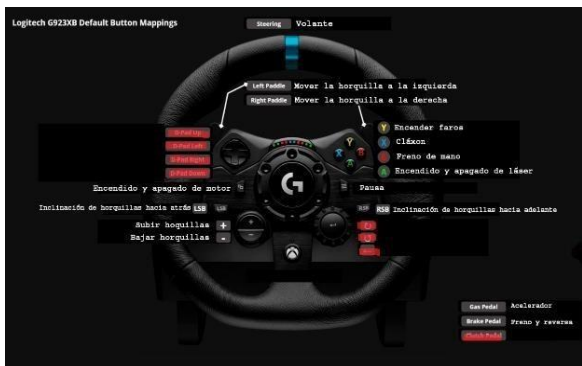 Logitech G923XB Default Button Mappings
Steering Volante
Left Paddle Mover la horquilla a la izquierda
Right Paddle Mover la horquilla a la derecha
D-Pad Up
D-Pad Left
D-Pad Right
D-Pad Down
Y Encender faros
X Cláxon
Freno de mano
A Encendido y apagado de láser
Encendido y apagado de motor
Pausa
Inclinación de horquillas hacia atrás LSB LSB
RSB RSB Inclinación de horquillas hacia adelante
Subir hoquillas +
Bajar horquillas -
Gas Pedal Acelerador
Brake Pedal Freno y reversa
Clutch Pedal